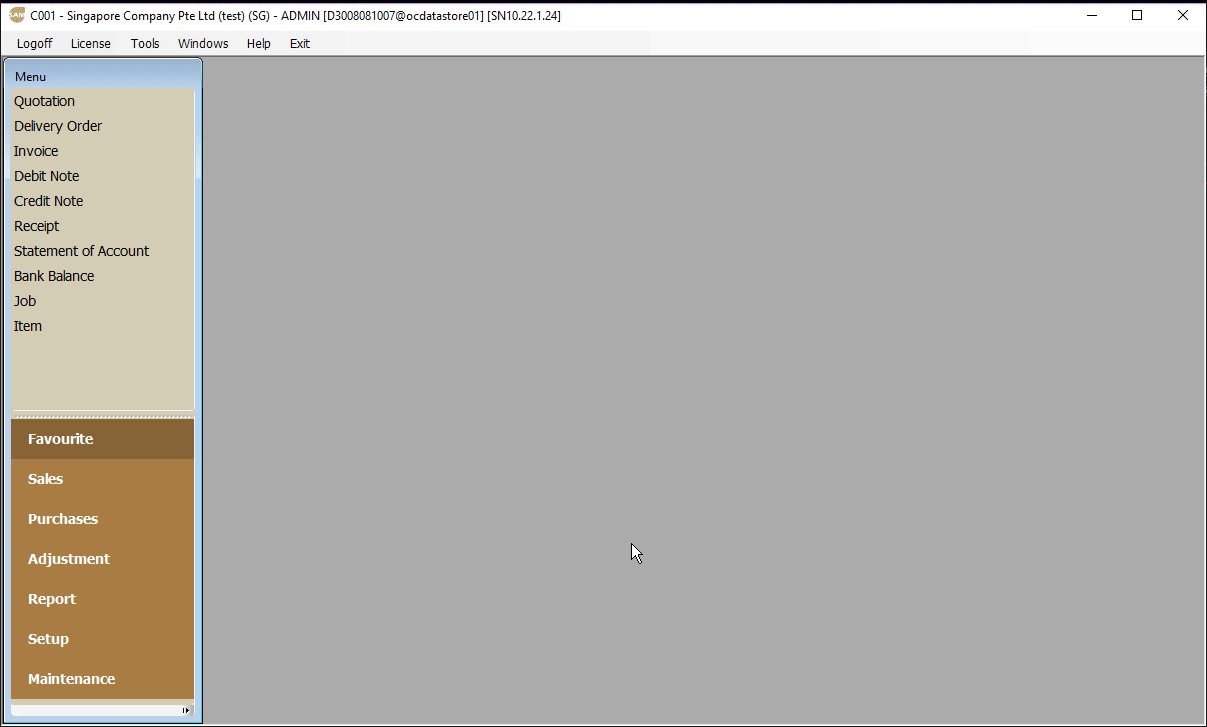 SAM C001 - Singapore Company Pte Ltd (test) (SG) - ADMIN [D3008081007@ocdatastore01] [SN10.22.1.24]
Logoff License Tools Windows Help Exit
Menu
Quotation
Delivery Order
Invoice
Debit Note
Credit Note
Receipt
Statement of Account
Bank Balance
Job
Item
Favourite
Sales
Purchases
Adjustment
Report
Setup
Maintenance